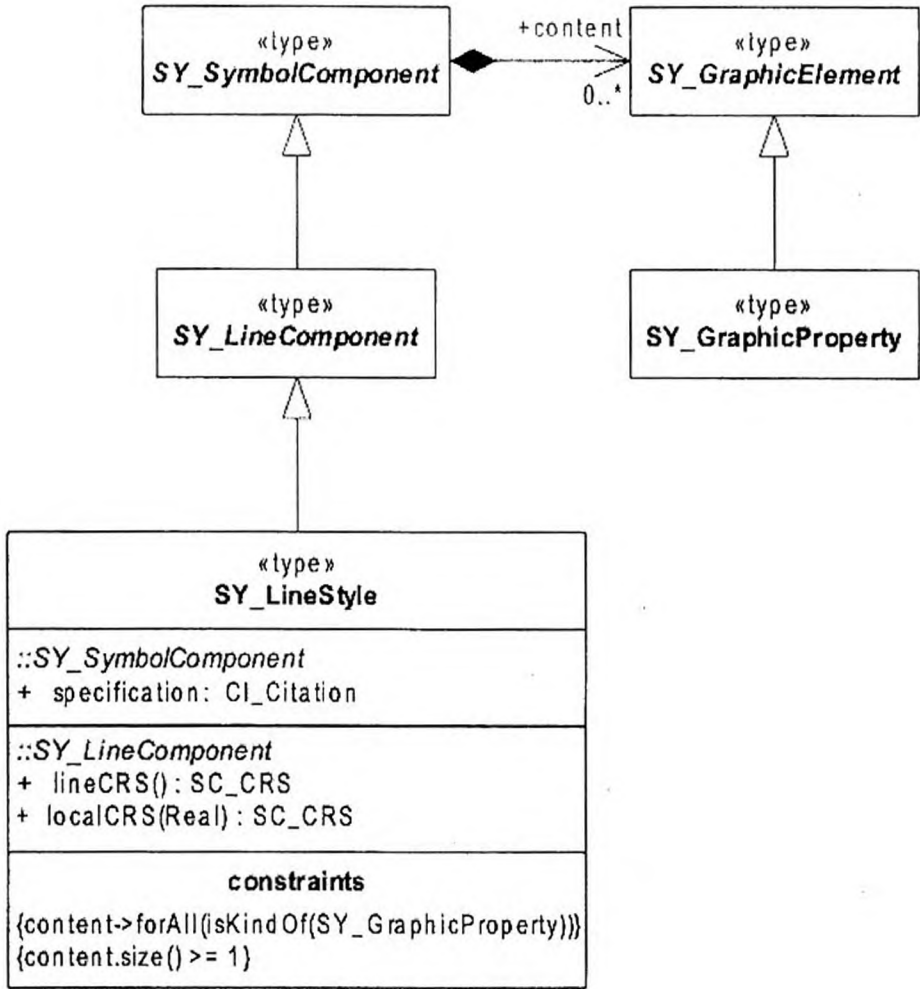 «type»
SY_SymbolComponent
+content
0..*
«type»
SY_GraphicElement
«type»
SY_LineComponent
«type»
SY_GraphicProperty
«type»
SY_LineStyle
::SY_SymbolComponent
+ specification: CI_Citation
::SY_LineComponent
+ lineCRS() : SC_CRS
+ localCRS(Real) : SC_CRS
constraints
{content->forAll(isKindOf(SY_GraphicProperty))}
{content.size() >= 1}